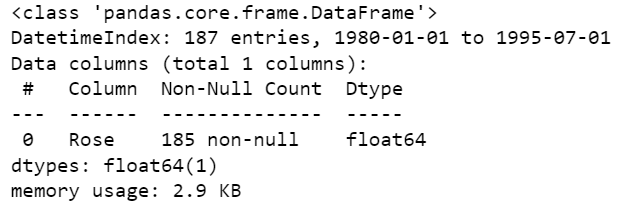 <class 'pandas.core.frame.DataFrame'>
DatetimeIndex: 187 entries, 1980-01-01 to 1995-07-01
Data columns (total 1 columns):
 #   Column  Non-Null Count  Dtype
---  ------  --------------  -----
 0   Rose    185 non-null    float64
dtypes: float64(1)
memory usage: 2.9 KB